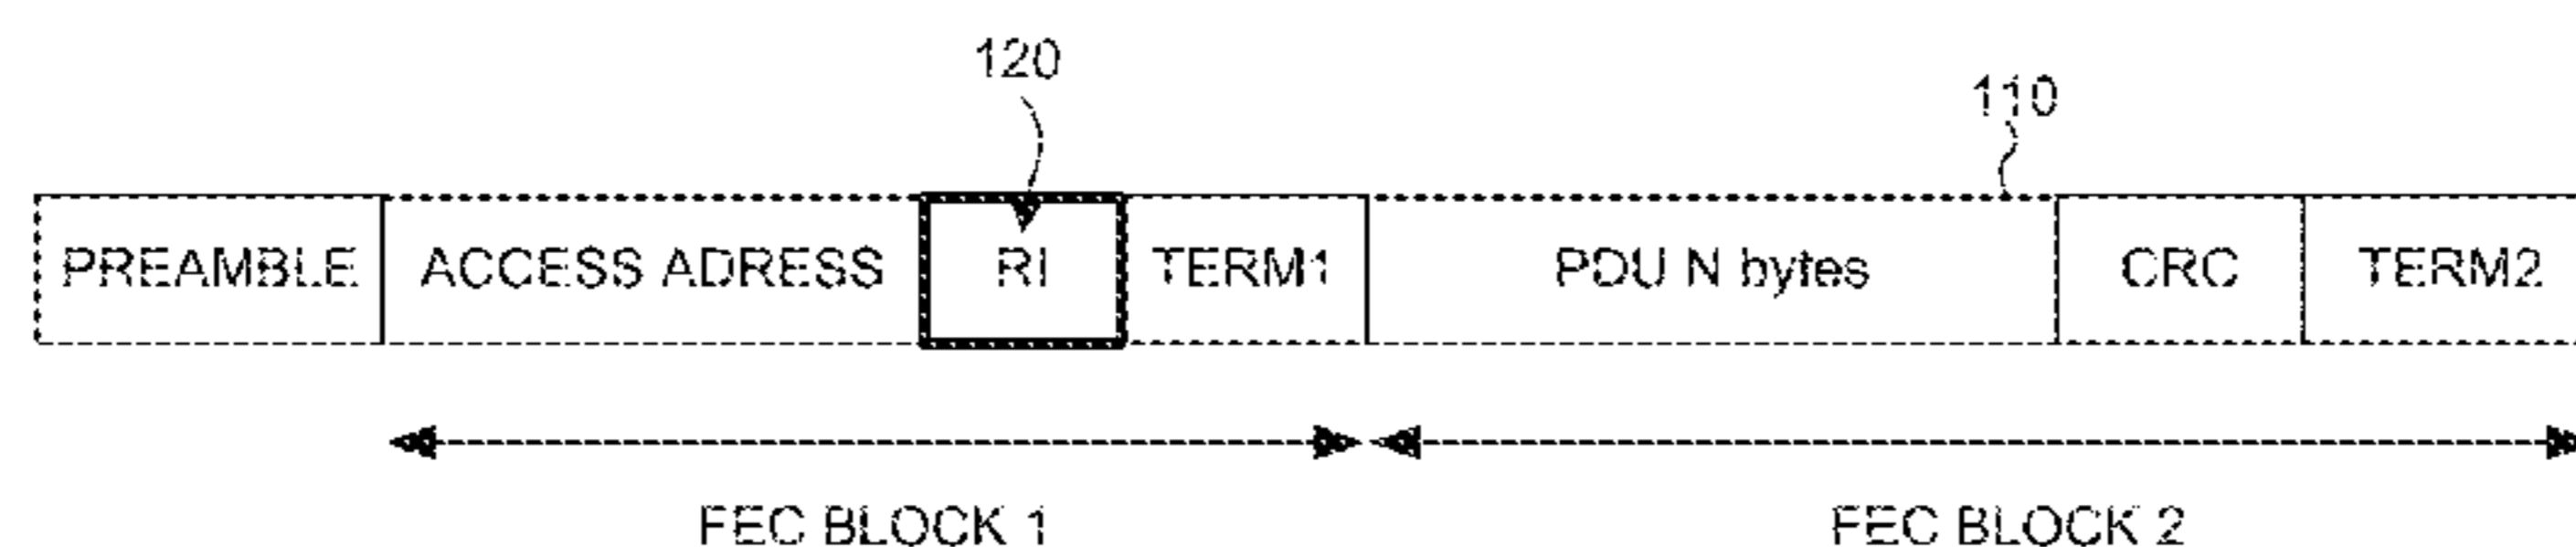 120
110
PREAMBLE ACCESS ADRESS RI TERM1 PDU N bytes CRC TERM2
FEC BLOCK 1 FEC BLOCK 2